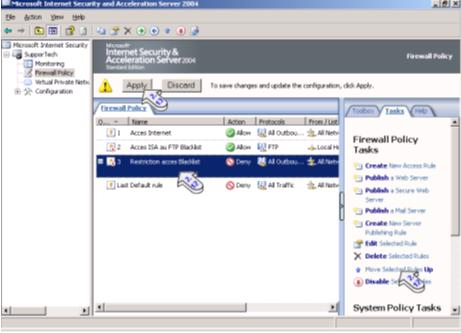 Microsoft Internet Security and Acceleration Server 2004
File Action View Help
Microsoft Internet Security
SupporTech
Monitoring
Firewall Policy
Virtual Private Netw
Configuration
Microsoft
Internet Security &
Acceleration Server 2004
Standard Edition
Firewall Policy
Apply Discard To save changes and update the configuration, click Apply.
Firewall Policy
O... Name Action Protocols From / List
1 Acces Internet Allow All Outbou... All Netw
2 Acces ISA au FTP Blacklist Allow FTP Local H
3 Restriction acces Blacklist Deny All Outbou... All Netw
Last Default rule Deny All Traffic All Netw
Toolbox Tasks Help
Firewall Policy
Tasks
Create New Access Rule
Publish a Web Server
Publish a Secure Web
Server
Publish a Mail Server
Create New Server
Publishing Rule
Edit Selected Rule
Delete Selected Rules
Move Selected Rules Up
Disable Rules
System Policy Tasks